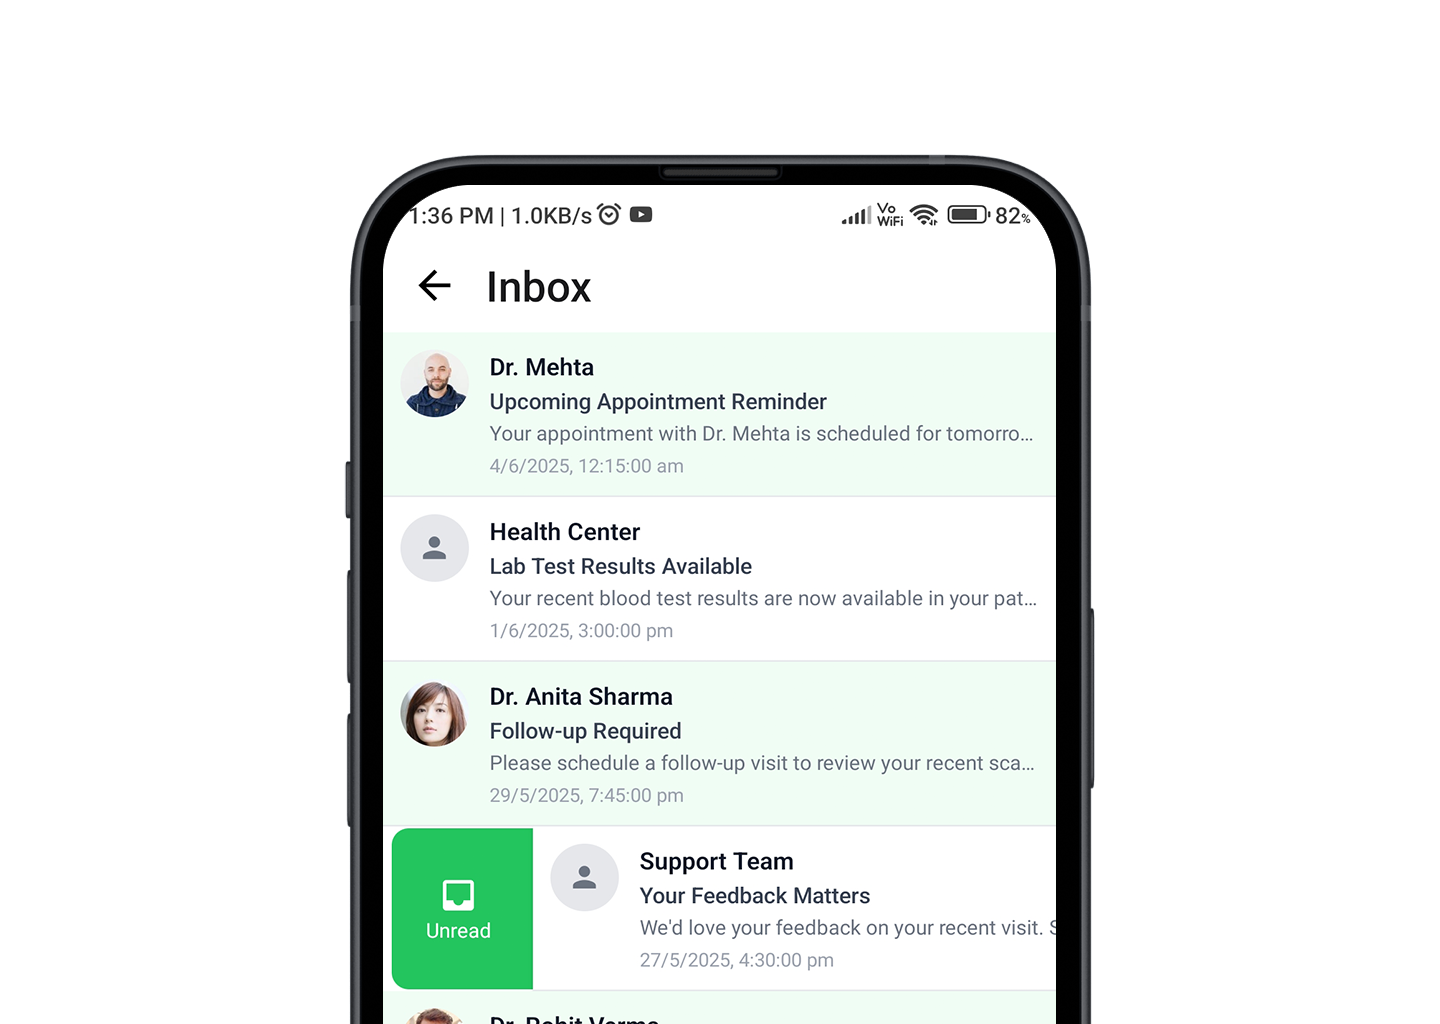 1:36 PM | 1.0KB/s Vo WiFi 82%
Inbox
Dr. Mehta
Upcoming Appointment Reminder
Your appointment with Dr. Mehta is scheduled for tomorro...
4/6/2025, 12:15:00 am
Health Center
Lab Test Results Available
Your recent blood test results are now available in your pat...
1/6/2025, 3:00:00 pm
Dr. Anita Sharma
Follow-up Required
Please schedule a follow-up visit to review your recent sca...
29/5/2025, 7:45:00 pm
Unread
Support Team
Your Feedback Matters
We'd love your feedback on your recent visit. S
27/5/2025, 4:30:00 pm
Dr. Rohit Verma